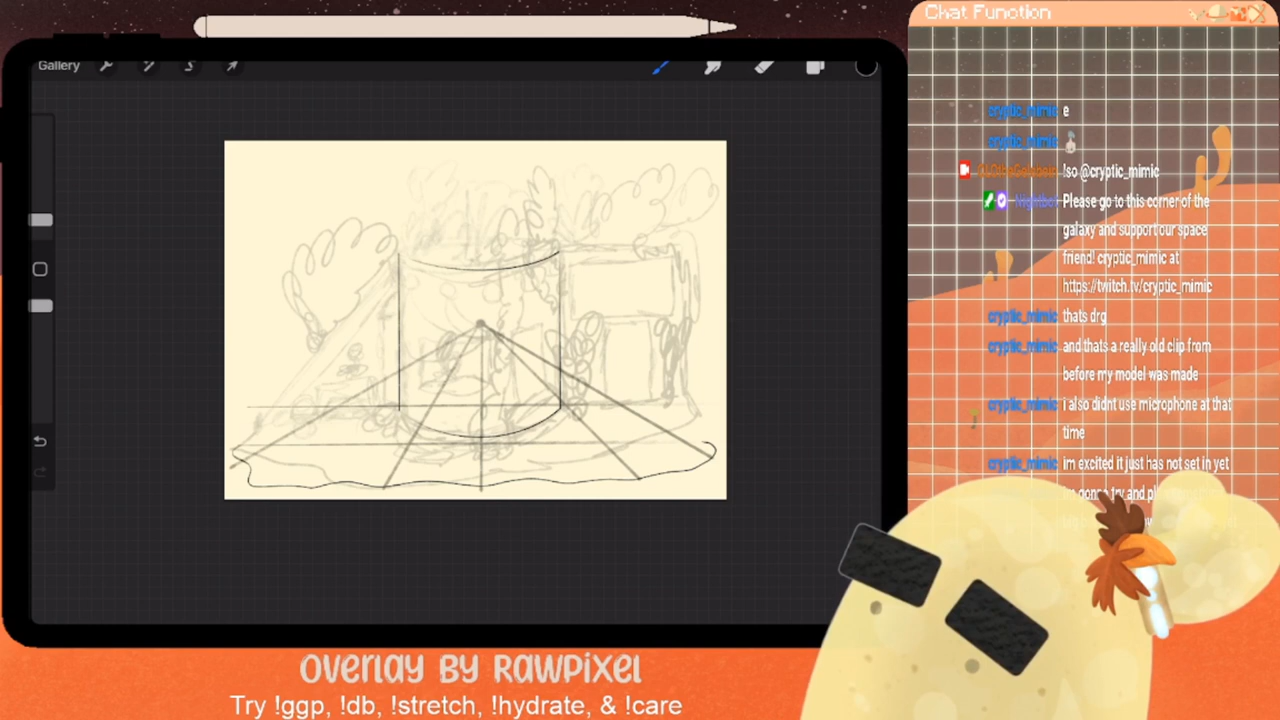 Chat Function
Gallery
cryptic_mimic e
cryptic_mimic
!so @cryptic_mimic
Nightbot Please go to this corner of the
galaxy and support our space
friend! cryptic_mimic at
https://twitch.tv/cryptic_mimic
cryptic_mimic thats drg
cryptic_mimic and thats a really old clip from
before my model was made
cryptic_mimic i also didnt use microphone at that
time
cryptic_mimic im excited it just has not set in yet
OVERLAY BY RAWPIXEL
Try !ggp, !db, !stretch, !hydrate, & !care